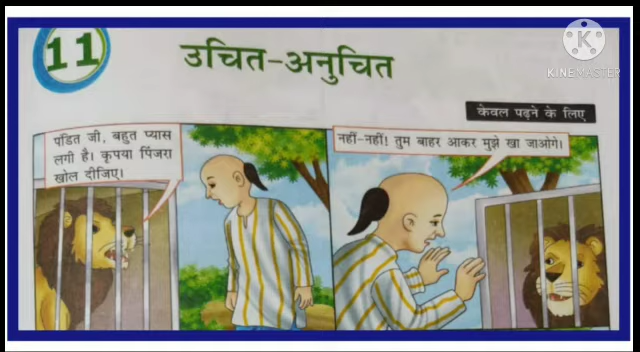 11
उचित-अनुचित
KINEMASTER
केवल पढ़ने के लिए
पंडित जी, बहुत प्यास
लगी है। कृपया पिंजरा
खोल दीजिए।
नहीं-नहीं! तुम बाहर आकर मुझे खा जाओगे।